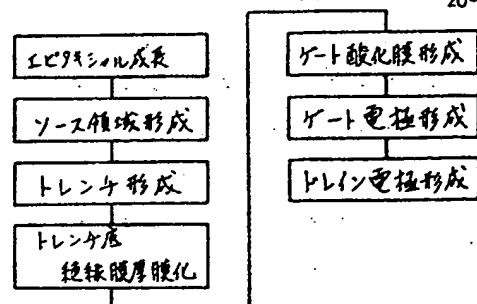 エピタキシャル成長
ソース領域形成
トレンチ形成
トレンチ底
絶縁膜厚膜化
ゲート酸化膜形成
ゲート電極形成
ドレイン電極形成